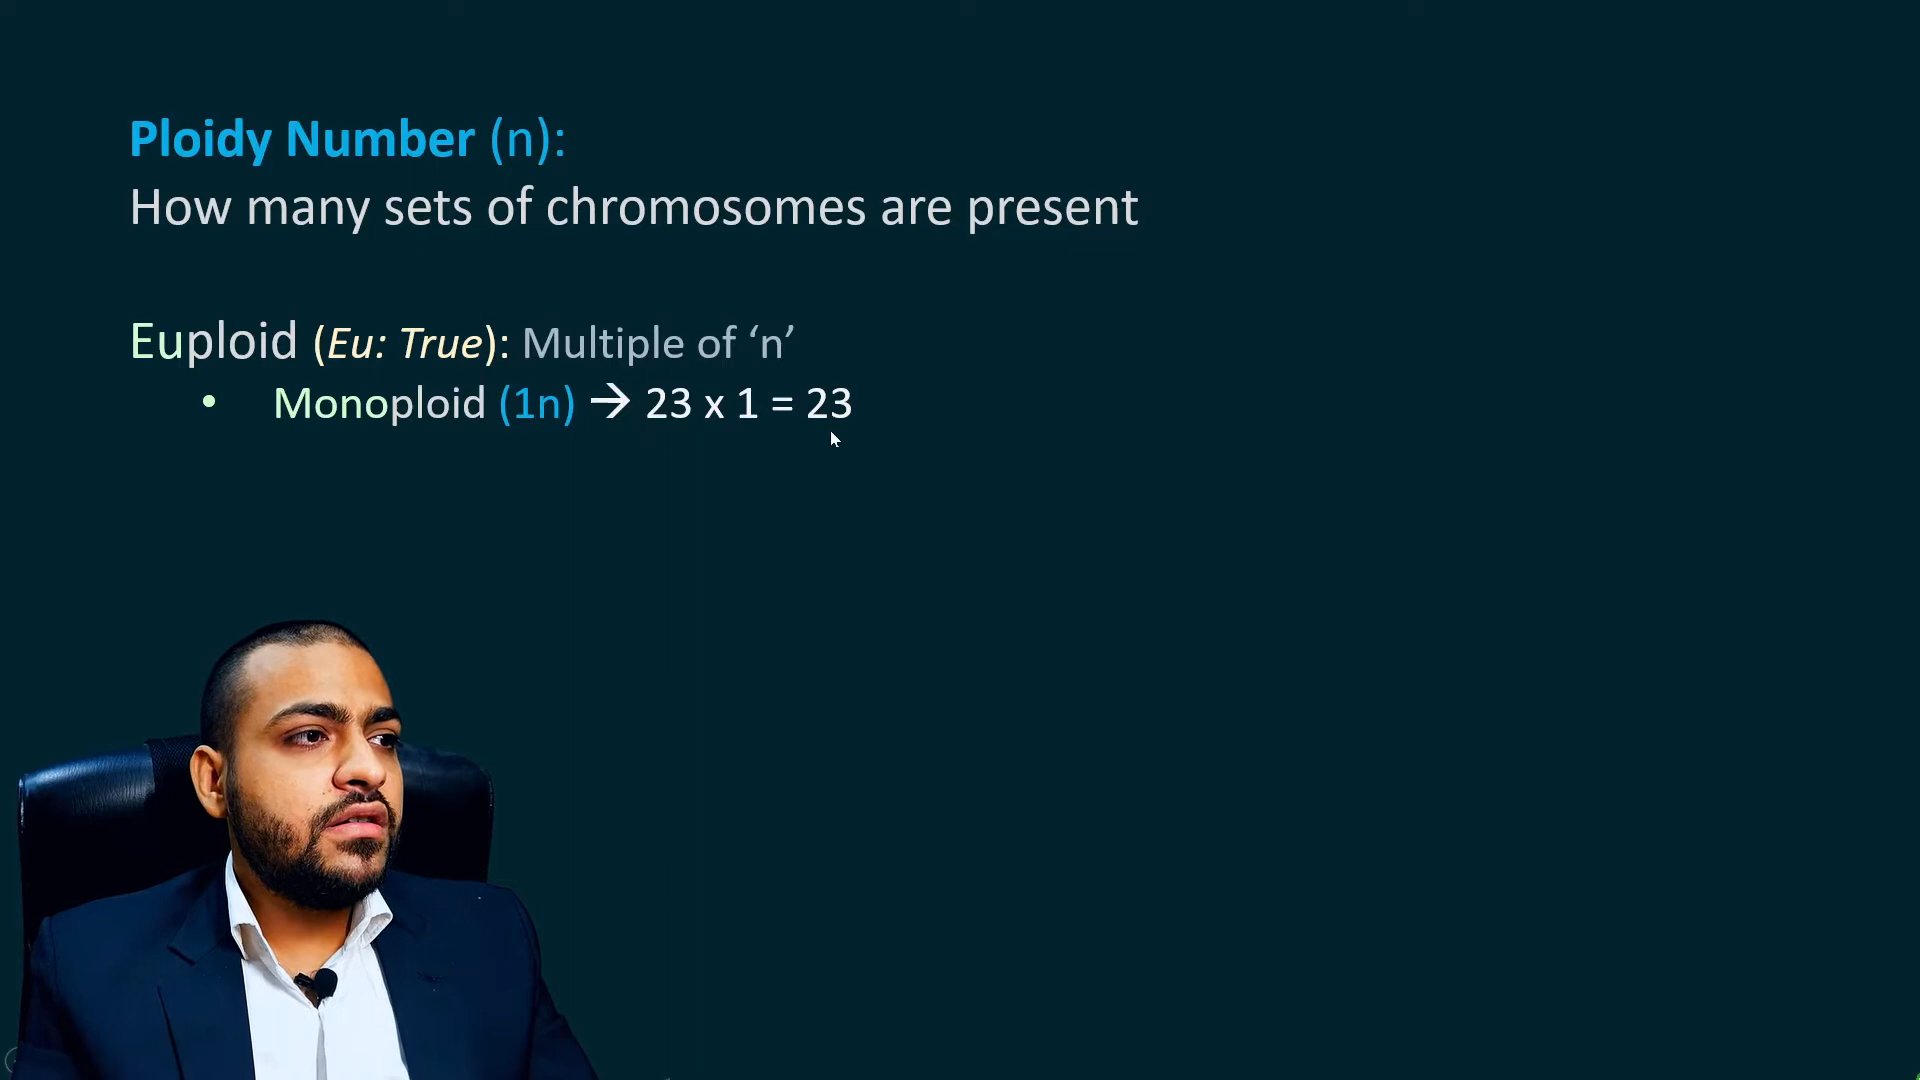 Ploidy Number (n):
How many sets of chromosomes are present
Euploid (Eu: True): Multiple of ‘n’
• Monoploid (1n) → 23 x 1 = 23